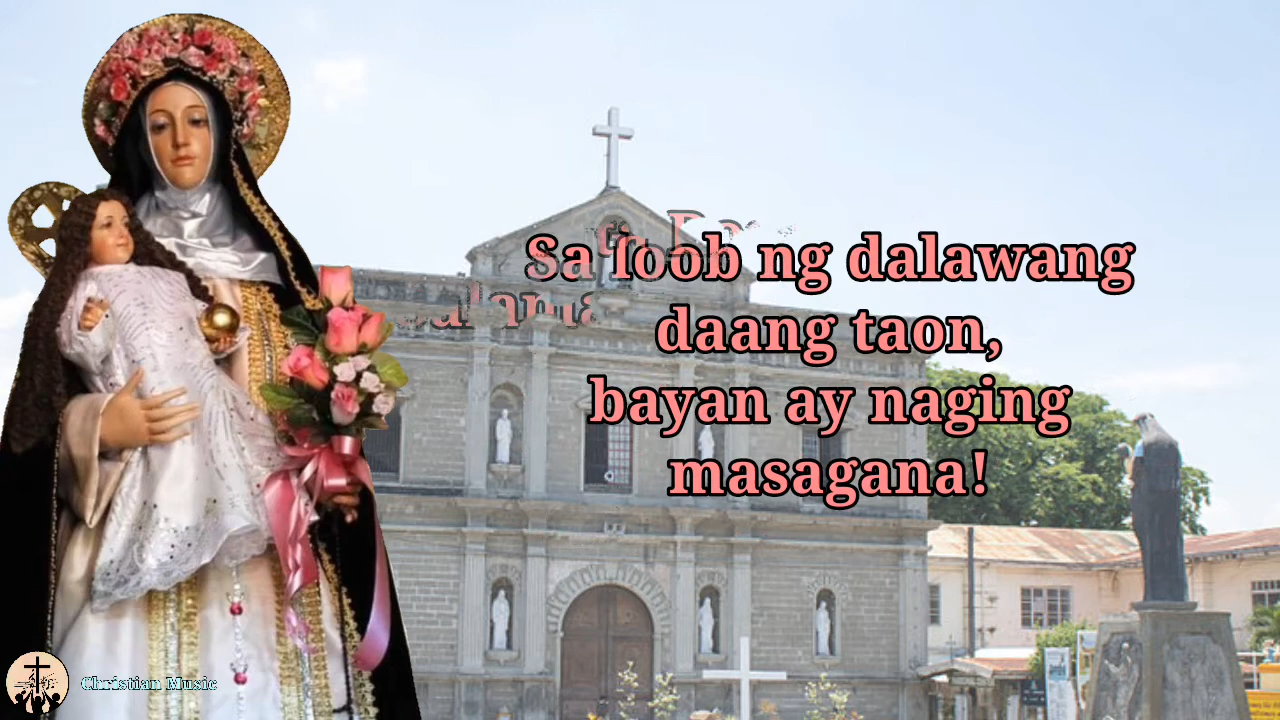 Sa loob ng dalawang
daang taon,
bayan ay naging
masagana!
Christian Music